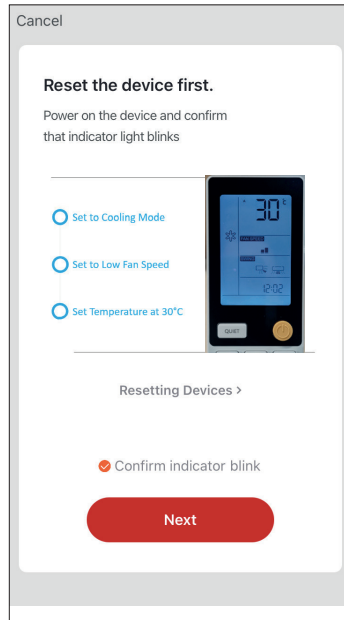 Cancel
Reset the device first.
Power on the device and confirm
that indicator light blinks
Set to Cooling Mode
Set to Low Fan Speed
Set Temperature at 30°C
30°c
12:02
QUIET
Resetting Devices >
Confirm indicator blink
Next